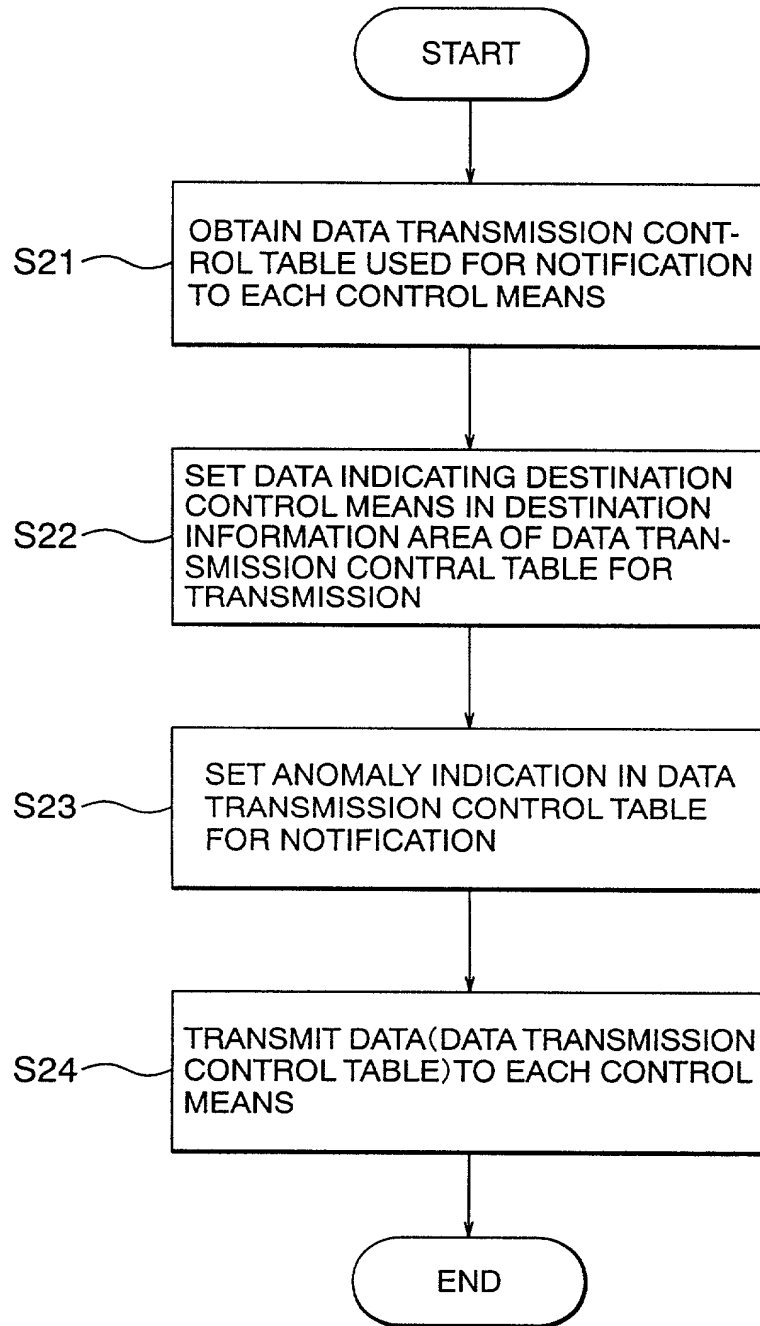 START
S21
OBTAIN DATA TRANSMISSION CONT-
ROL TABLE USED FOR NOTIFICATION
TO EACH CONTROL MEANS
S22
SET DATA INDICATING DESTINATION
CONTROL MEANS IN DESTINATION
INFORMATION AREA OF DATA TRAN-
SMISSION CONTRAL TABLE FOR
TRANSMISSION
S23
SET ANOMALY INDICATION IN DATA
TRANSMISSION CONTROL TABLE
FOR NOTIFICATION
S24
TRANSMIT DATA(DATA TRANSMISSION
CONTROL TABLE)TO EACH CONTROL
MEANS
END